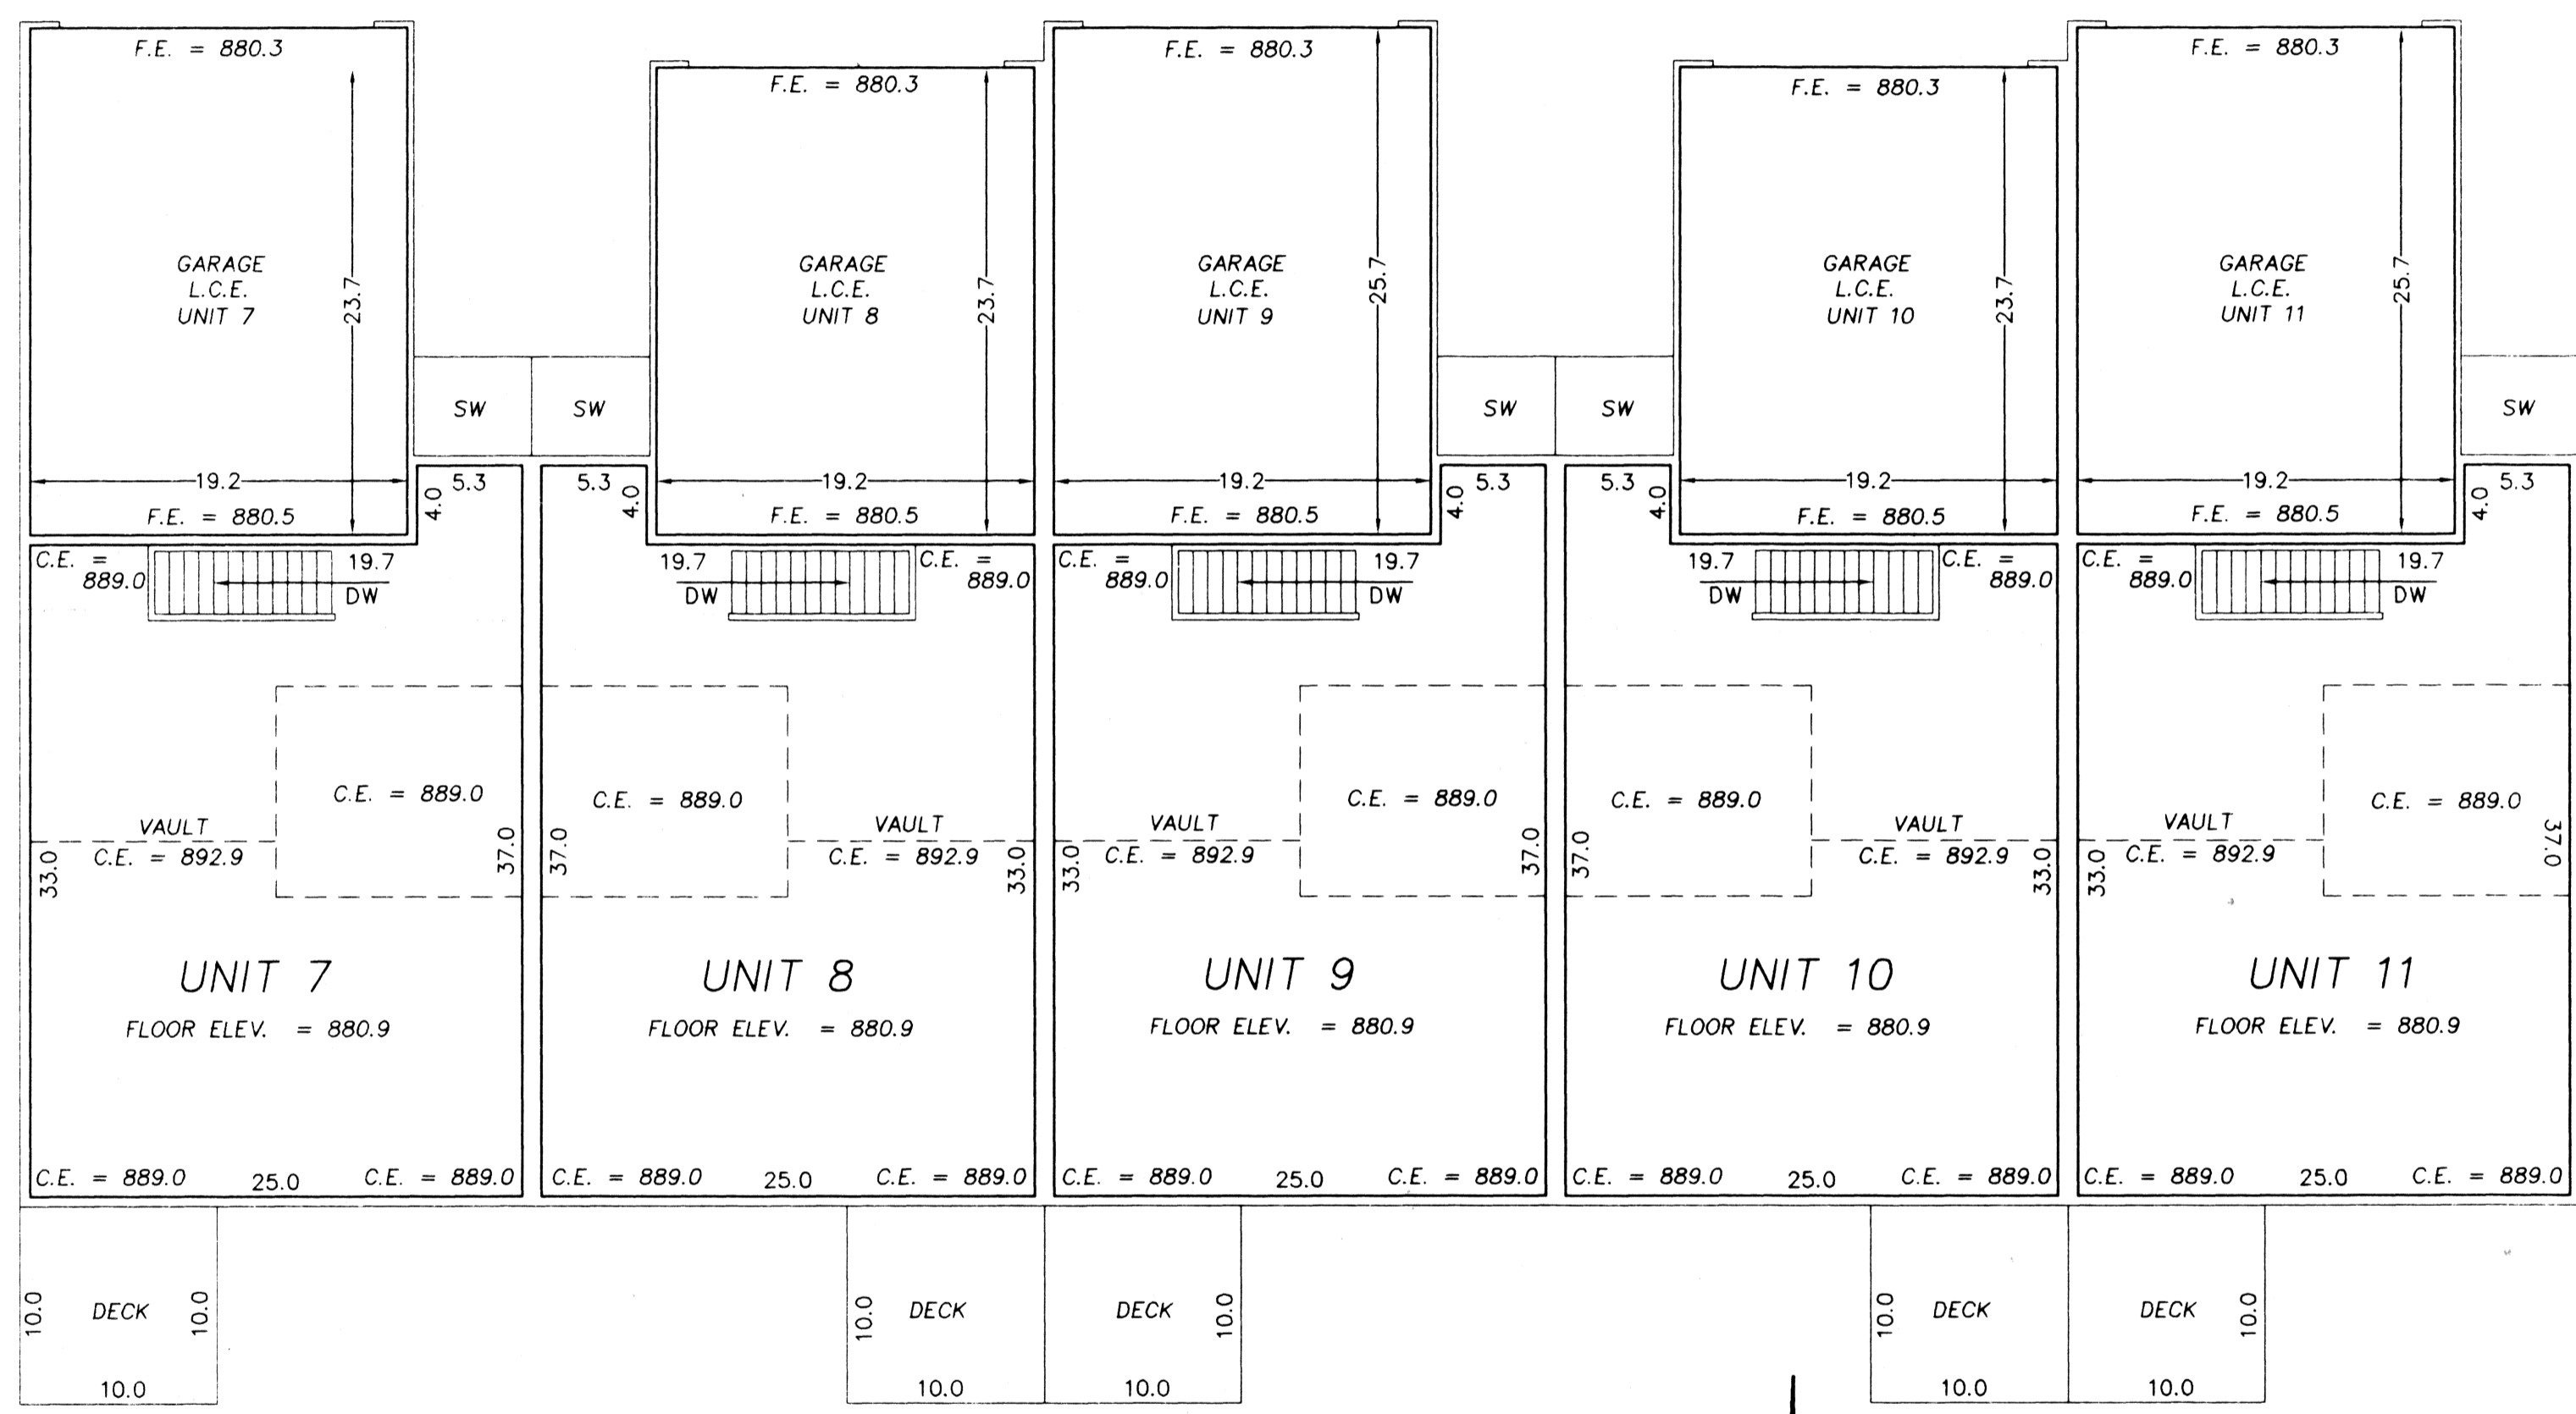 F.E. = 880.3
GARAGE
L.C.E.
UNIT 7
23.7
19.2
F.E. = 880.5
F.E. = 880.3
GARAGE
L.C.E.
UNIT 8
23.7
19.2
F.E. = 880.5
F.E. = 880.3
GARAGE
L.C.E.
UNIT 9
25.7
19.2
F.E. = 880.5
F.E. = 880.3
GARAGE
L.C.E.
UNIT 10
23.7
19.2
F.E. = 880.5
F.E. = 880.3
GARAGE
L.C.E.
UNIT 11
25.7
19.2
F.E. = 880.5
SW
SW
SW
SW
SW
5.3
4.0
C.E. =
889.0
19.7
DW
C.E. = 889.0
VAULT
C.E. = 892.9
33.0
37.0
UNIT 7
FLOOR ELEV. = 880.9
C.E. = 889.0
25.0
C.E. = 889.0
5.3
4.0
19.7
DW
C.E. =
889.0
C.E. = 889.0
VAULT
C.E. = 892.9
37.0
33.0
UNIT 8
FLOOR ELEV. = 880.9
C.E. = 889.0
25.0
C.E. = 889.0
4.0
5.3
C.E. =
889.0
19.7
DW
C.E. = 889.0
VAULT
C.E. = 892.9
33.0
37.0
UNIT 9
FLOOR ELEV. = 880.9
C.E. = 889.0
25.0
C.E. = 889.0
5.3
4.0
19.7
DW
C.E. =
889.0
C.E. = 889.0
VAULT
C.E. = 892.9
37.0
33.0
UNIT 10
FLOOR ELEV. = 880.9
C.E. = 889.0
25.0
C.E. = 889.0
4.0
5.3
C.E. =
889.0
19.7
DW
C.E. = 889.0
VAULT
C.E. = 892.9
33.0
37.0
UNIT 11
FLOOR ELEV. = 880.9
C.E. = 889.0
25.0
C.E. = 889.0
10.0
DECK
10.0
10.0
10.0
DECK
10.0
DECK
10.0
10.0
10.0
DECK
10.0
DECK
10.0
10.0